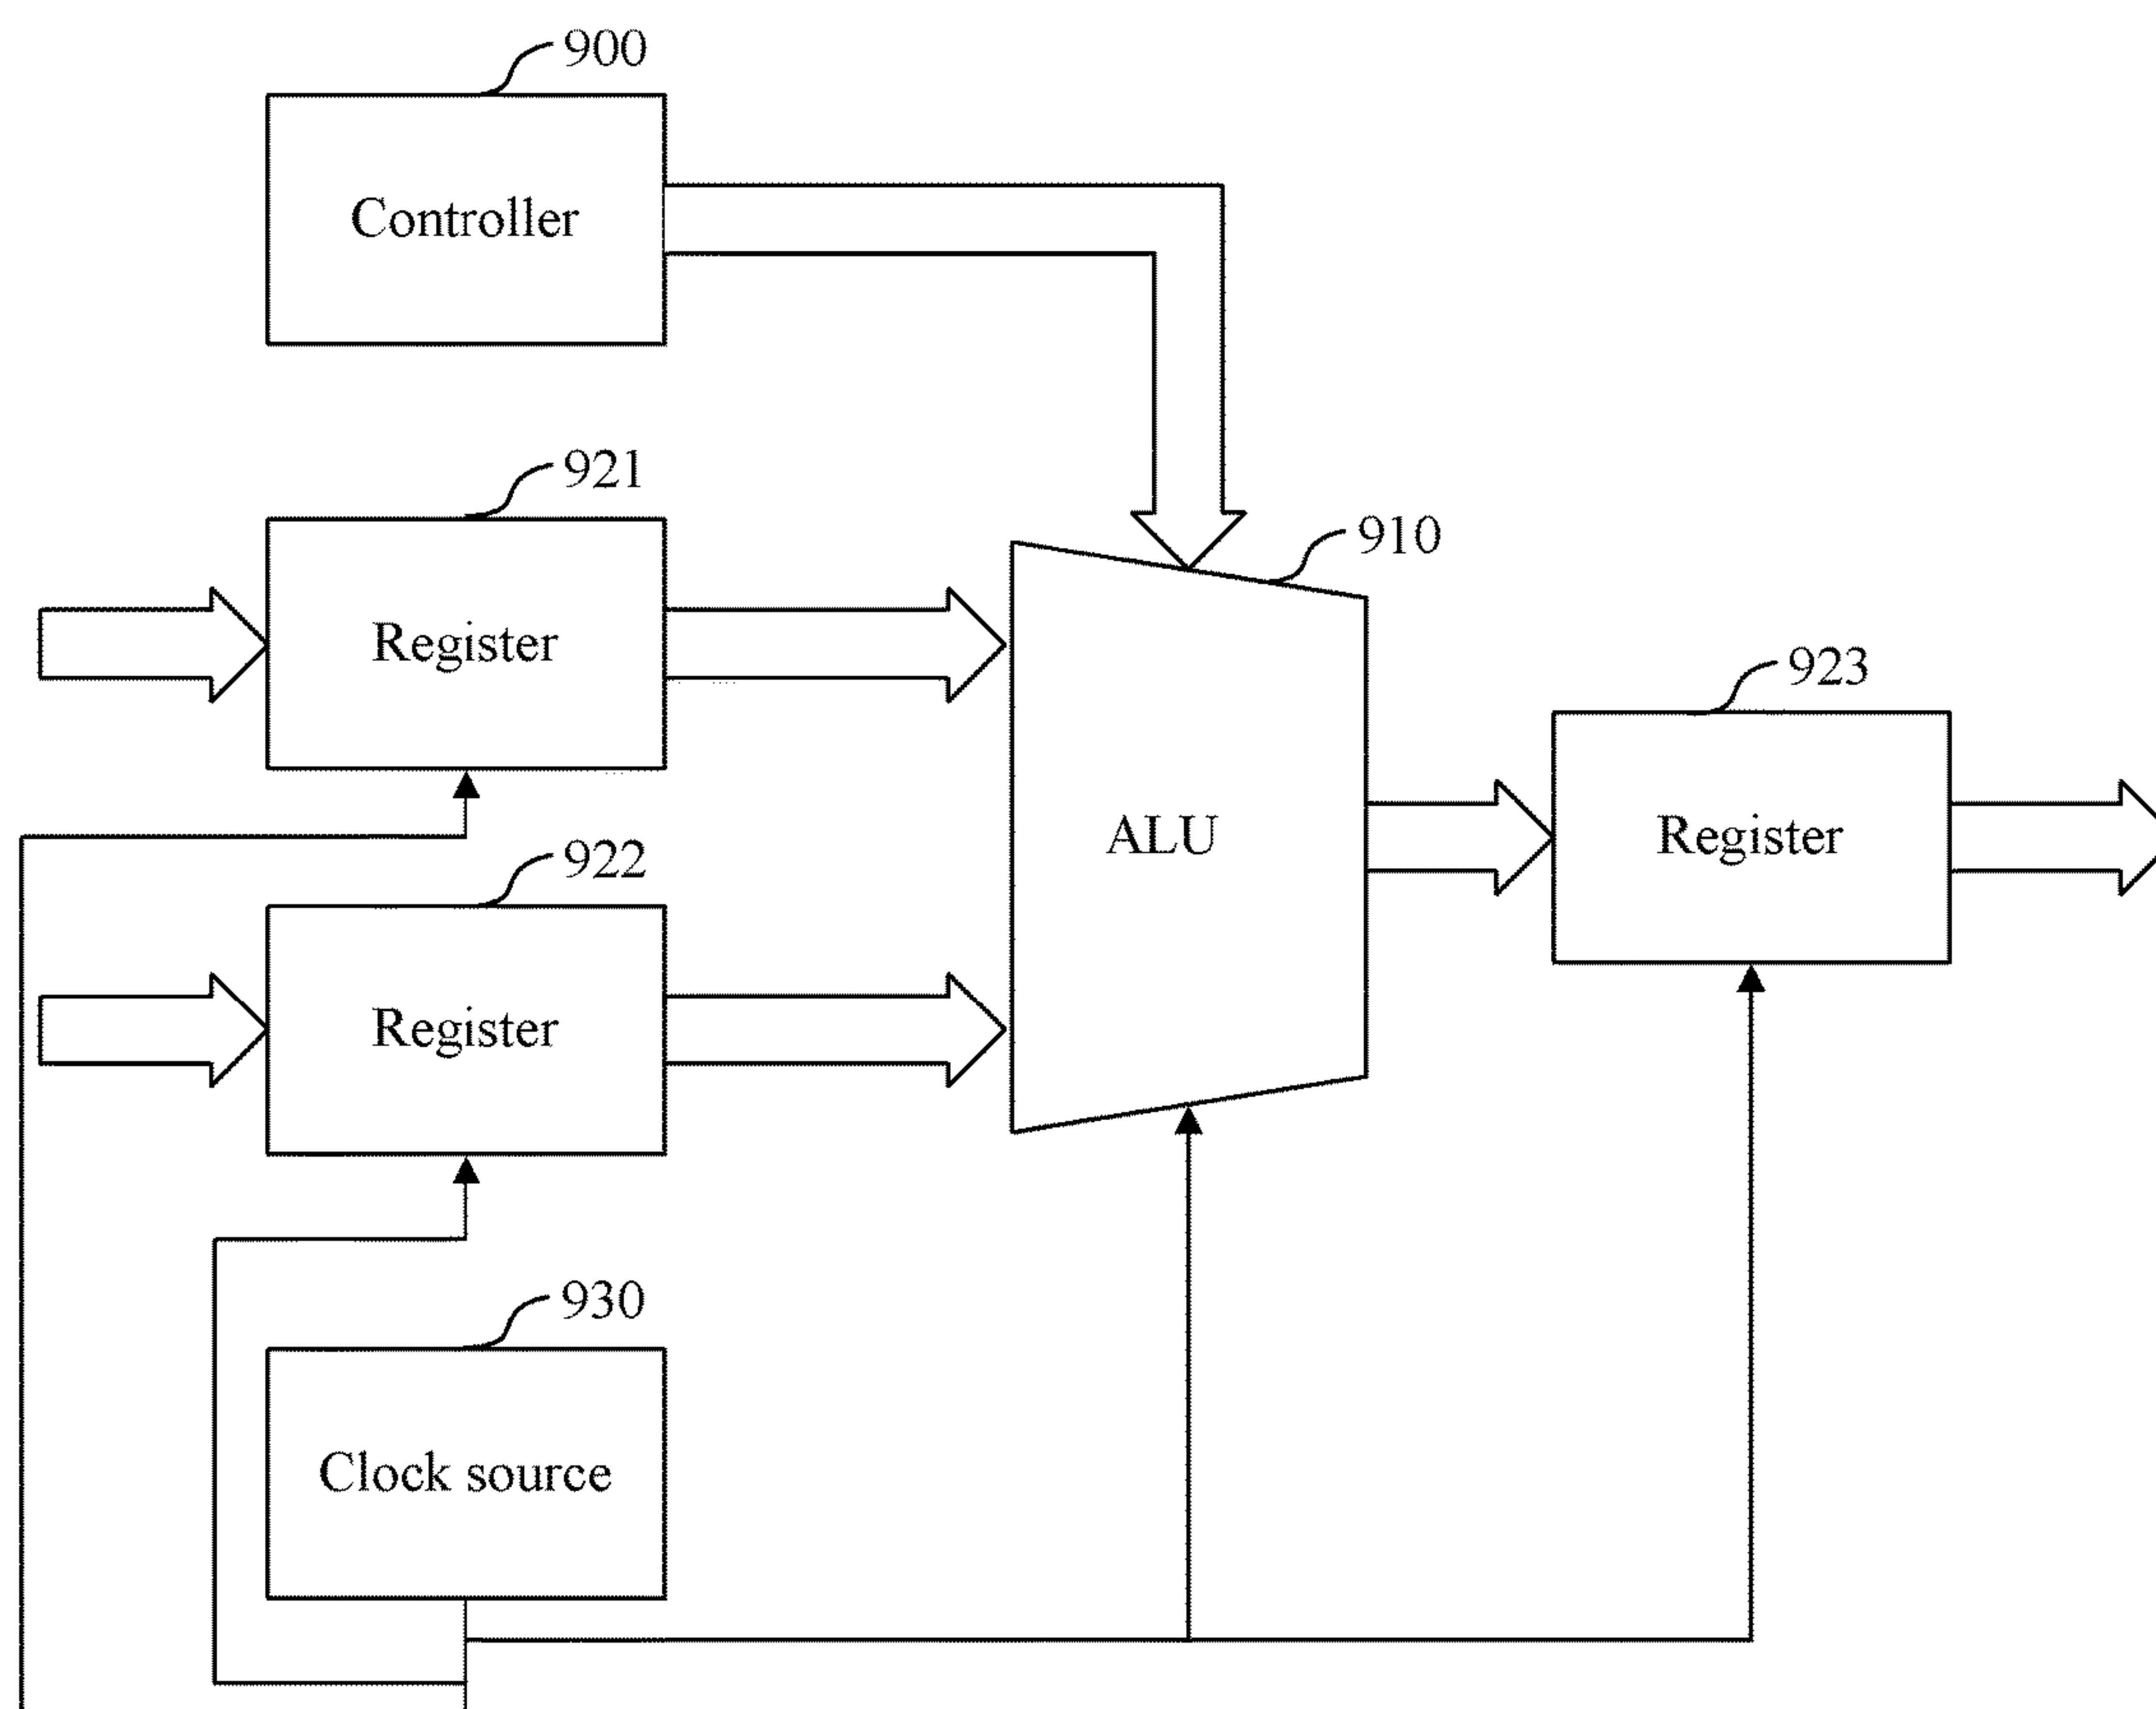 900
Controller
921
Register
910
923
ALU
Register
922
Register
930
Clock source